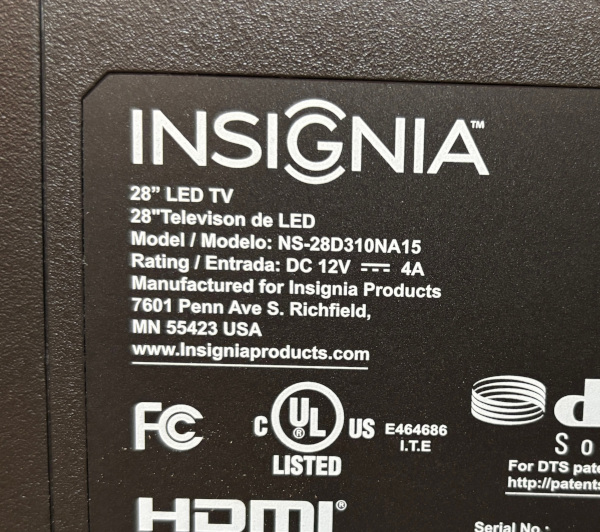 INSIGNIA™
28” LED TV
28"Televison de LED
Model / Modelo: NS-28D310NA15
Rating / Entrada: DC 12V ⎓ 4A
Manufactured for Insignia Products
7601 Penn Ave S. Richfield,
MN 55423 USA
www.Insigniaproducts.com
FC
C UL® US E464686
I.T.E
LISTED
For DTS pate
http://patents
HDMI®
Serial No.: